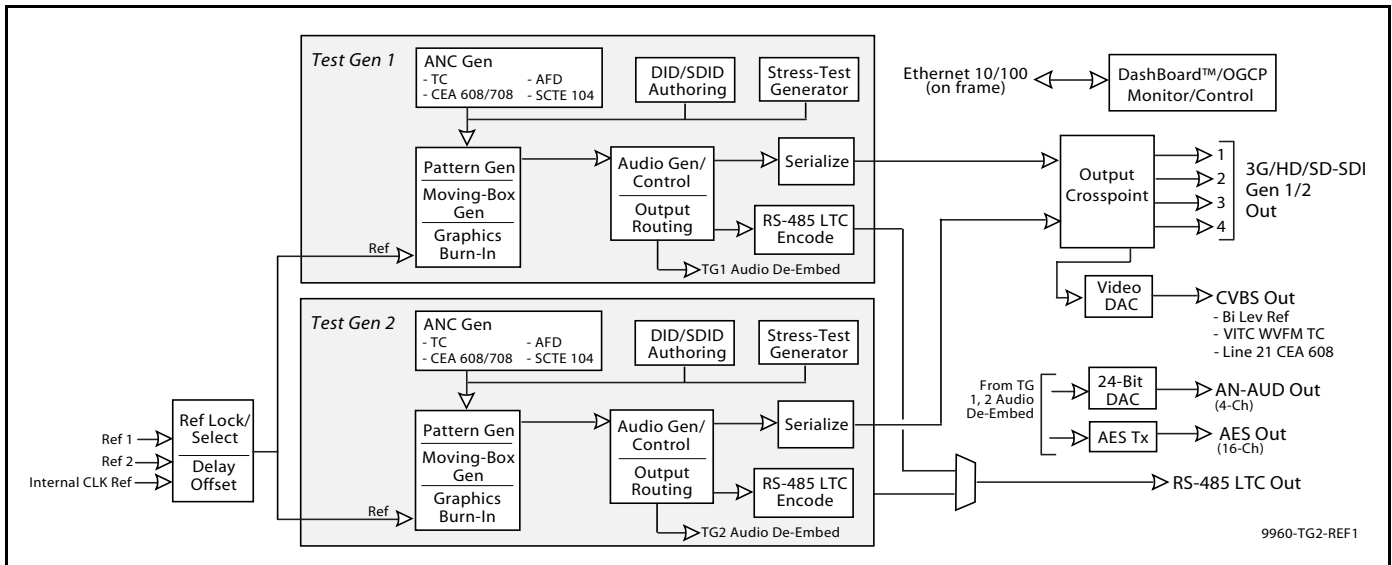 Test Gen 1
ANC Gen
- TC
- AFD
- CEA 608/708
- SCTE 104
DID/SDID
Authoring
Stress-Test
Generator
Pattern Gen
Moving-Box
Gen
Graphics
Burn-In
Ref
Audio Gen/
Control
Output
Routing
Serialize
RS-485 LTC
Encode
TG1 Audio De-Embed
Test Gen 2
ANC Gen
- TC
- AFD
- CEA 608/708
- SCTE 104
DID/SDID
Authoring
Stress-Test
Generator
Pattern Gen
Moving-Box
Gen
Graphics
Burn-In
Ref
Audio Gen/
Control
Output
Routing
Serialize
RS-485 LTC
Encode
TG2 Audio De-Embed
Ref 1
Ref 2
Internal CLK Ref
Ref Lock/
Select
Delay
Offset
Ethernet 10/100
(on frame)
DashBoard™/OGCP
Monitor/Control
Output
Crosspoint
1
2
3
4
3G/HD/SD-SDI
Gen 1/2
Out
Video
DAC
CVBS Out
- Bi Lev Ref
- VITC WVFM TC
- Line 21 CEA 608
From TG
1, 2 Audio
De-Embed
24-Bit
DAC
AN-AUD Out
(4-Ch)
AES Tx
AES Out
(16-Ch)
RS-485 LTC Out
9960-TG2-REF1